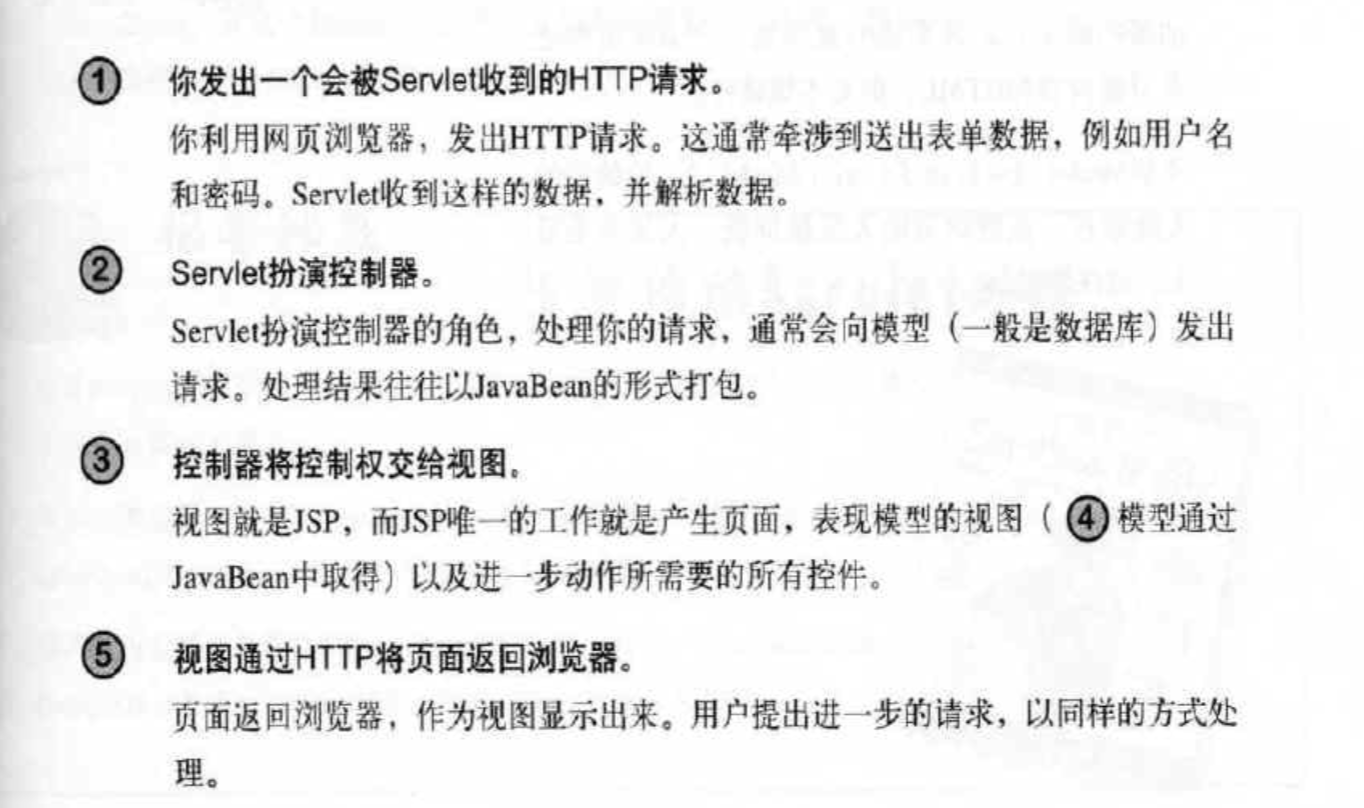 ① 你发出一个会被Servlet收到的HTTP请求。
你利用网页浏览器，发出HTTP请求。这通常牵涉到送出表单数据，例如用户名
和密码。Servlet收到这样的数据，并解析数据。
② Servlet扮演控制器。
Servlet扮演控制器的角色，处理你的请求，通常会向模型（一般是数据库）发出
请求。处理结果往往以JavaBean的形式打包。
③ 控制器将控制权交给视图。
视图就是JSP，而JSP唯一的工作就是产生页面，表现模型的视图（④模型通过
JavaBean中取得）以及进一步动作所需要的所有控件。
⑤ 视图通过HTTP将页面返回浏览器。
页面返回浏览器，作为视图显示出来。用户提出进一步的请求，以同样的方式处
理。